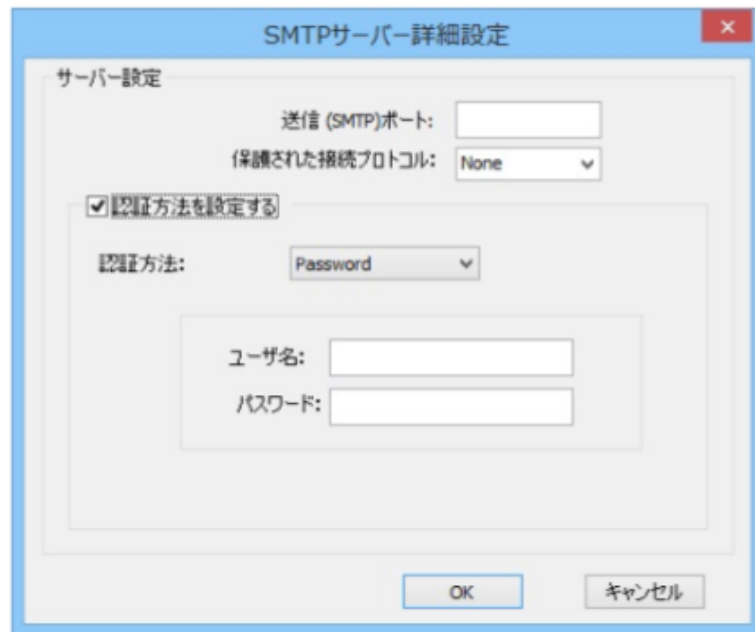 SMTPサーバー詳細設定
サーバー設定
送信 (SMTP)ポート:
保護された接続プロトコル: None
認証方法を設定する
認証方法: Password
ユーザ名:
パスワード:
OK キャンセル